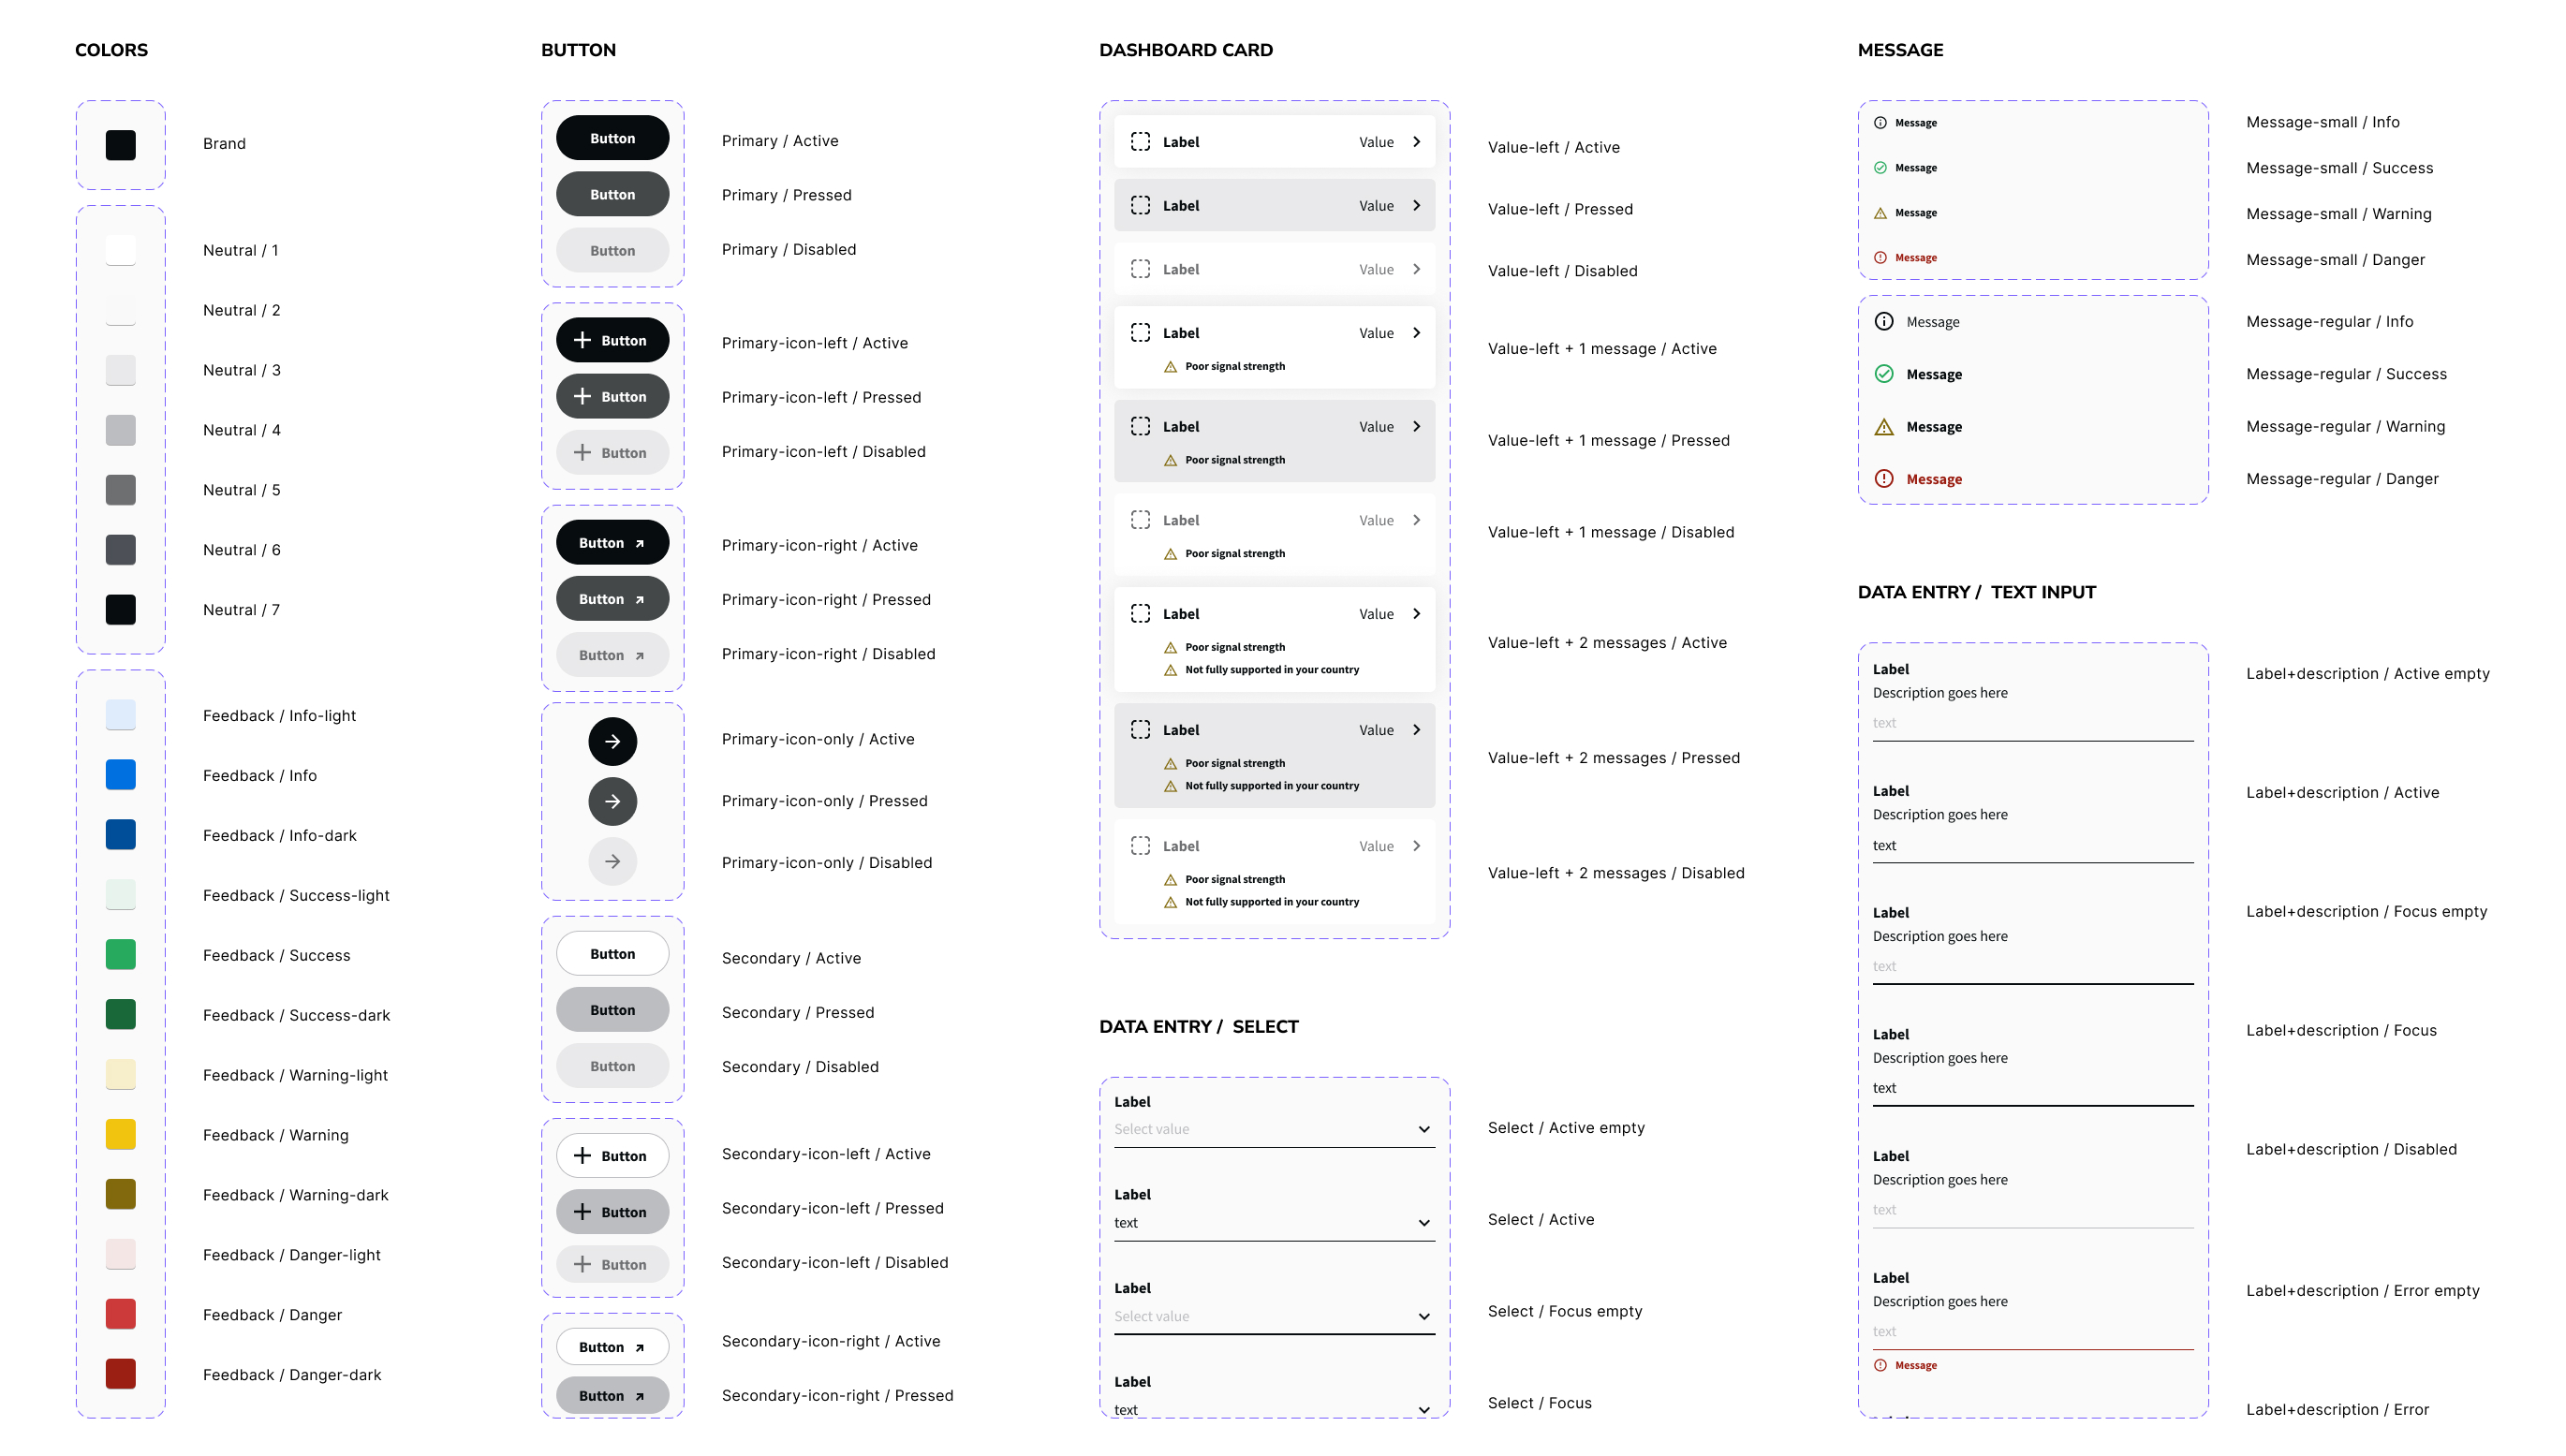 COLORS
Brand
Neutral / 1
Neutral / 2
Neutral / 3
Neutral / 4
Neutral / 5
Neutral / 6
Neutral / 7
Feedback / Info-light
Feedback / Info
Feedback / Info-dark
Feedback / Success-light
Feedback / Success
Feedback / Success-dark
Feedback / Warning-light
Feedback / Warning
Feedback / Warning-dark
Feedback / Danger-light
Feedback / Danger
Feedback / Danger-dark
BUTTON
Button Primary / Active
Button Primary / Pressed
Button Primary / Disabled
Button Primary-icon-left / Active
Button Primary-icon-left / Pressed
Button Primary-icon-left / Disabled
Button Primary-icon-right / Active
Button Primary-icon-right / Pressed
Button Primary-icon-right / Disabled
Primary-icon-only / Active
Primary-icon-only / Pressed
Primary-icon-only / Disabled
Button Secondary / Active
Button Secondary / Pressed
Button Secondary / Disabled
Button Secondary-icon-left / Active
Button Secondary-icon-left / Pressed
Button Secondary-icon-left / Disabled
Button Secondary-icon-right / Active
Button Secondary-icon-right / Pressed
DASHBOARD CARD
Label Value Value-left / Active
Label Value Value-left / Pressed
Label Value Value-left / Disabled
Label Value
Poor signal strength
Value-left + 1 message / Active
Label Value
Poor signal strength
Value-left + 1 message / Pressed
Label Value
Poor signal strength
Value-left + 1 message / Disabled
Label Value
Poor signal strength
Not fully supported in your country
Value-left + 2 messages / Active
Label Value
Poor signal strength
Not fully supported in your country
Value-left + 2 messages / Pressed
Label Value
Poor signal strength
Not fully supported in your country
Value-left + 2 messages / Disabled
DATA ENTRY / SELECT
Label
Select value
Select / Active empty
Label
text
Select / Active
Label
Select value
Select / Focus empty
Label
text
Select / Focus
MESSAGE
Message Message-small / Info
Message Message-small / Success
Message Message-small / Warning
Message Message-small / Danger
Message Message-regular / Info
Message Message-regular / Success
Message Message-regular / Warning
Message Message-regular / Danger
DATA ENTRY / TEXT INPUT
Label
Description goes here
text
Label+description / Active empty
Label
Description goes here
text
Label+description / Active
Label
Description goes here
text
Label+description / Focus empty
Label
Description goes here
text
Label+description / Focus
Label
Description goes here
text
Label+description / Disabled
Label
Description goes here
text
Message
Label+description / Error empty
Label+description / Error